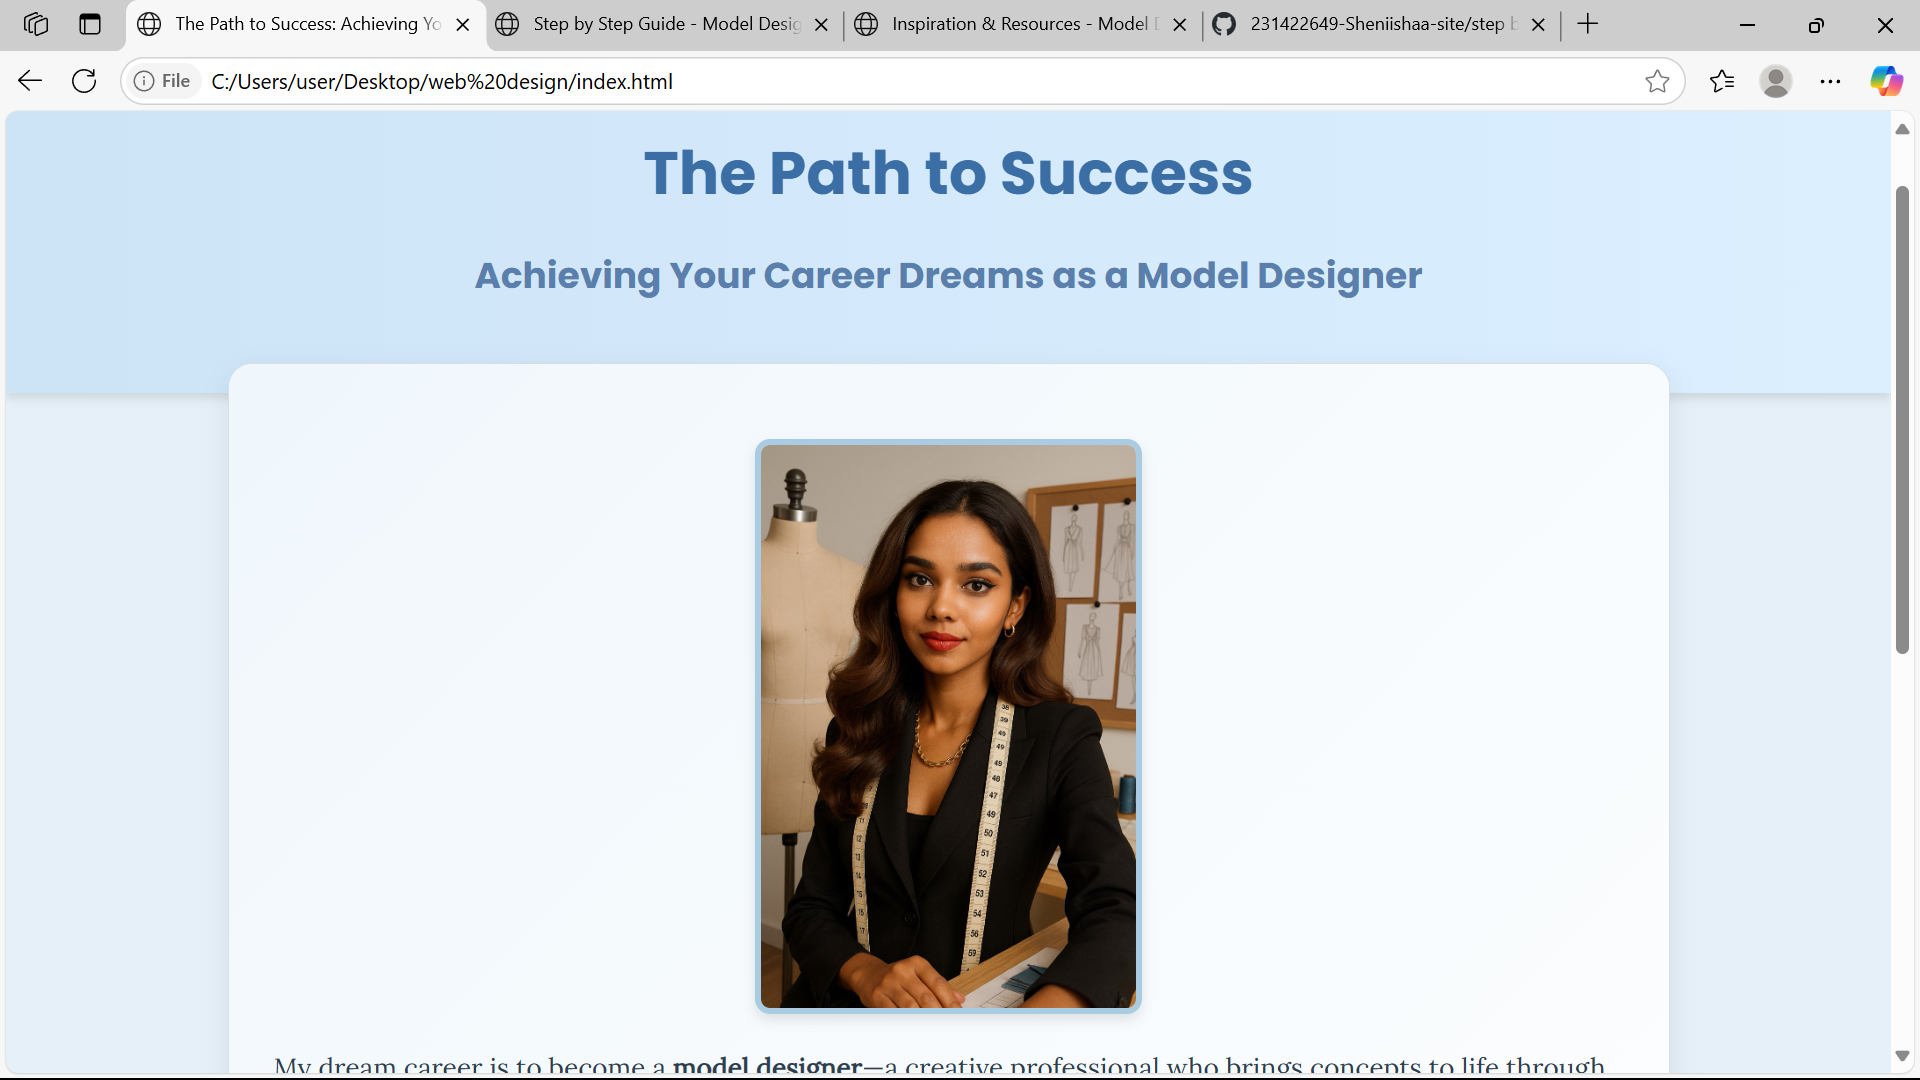 The Path to Success: Achieving Yo
Step by Step Guide - Model Desig
Inspiration & Resources - Model D
231422649-Sheniishaa-site/step b
File
C:/Users/user/Desktop/web%20design/index.html
The Path to Success
Achieving Your Career Dreams as a Model Designer
My dream career is to become a model designer—a creative professional who brings concepts to life through